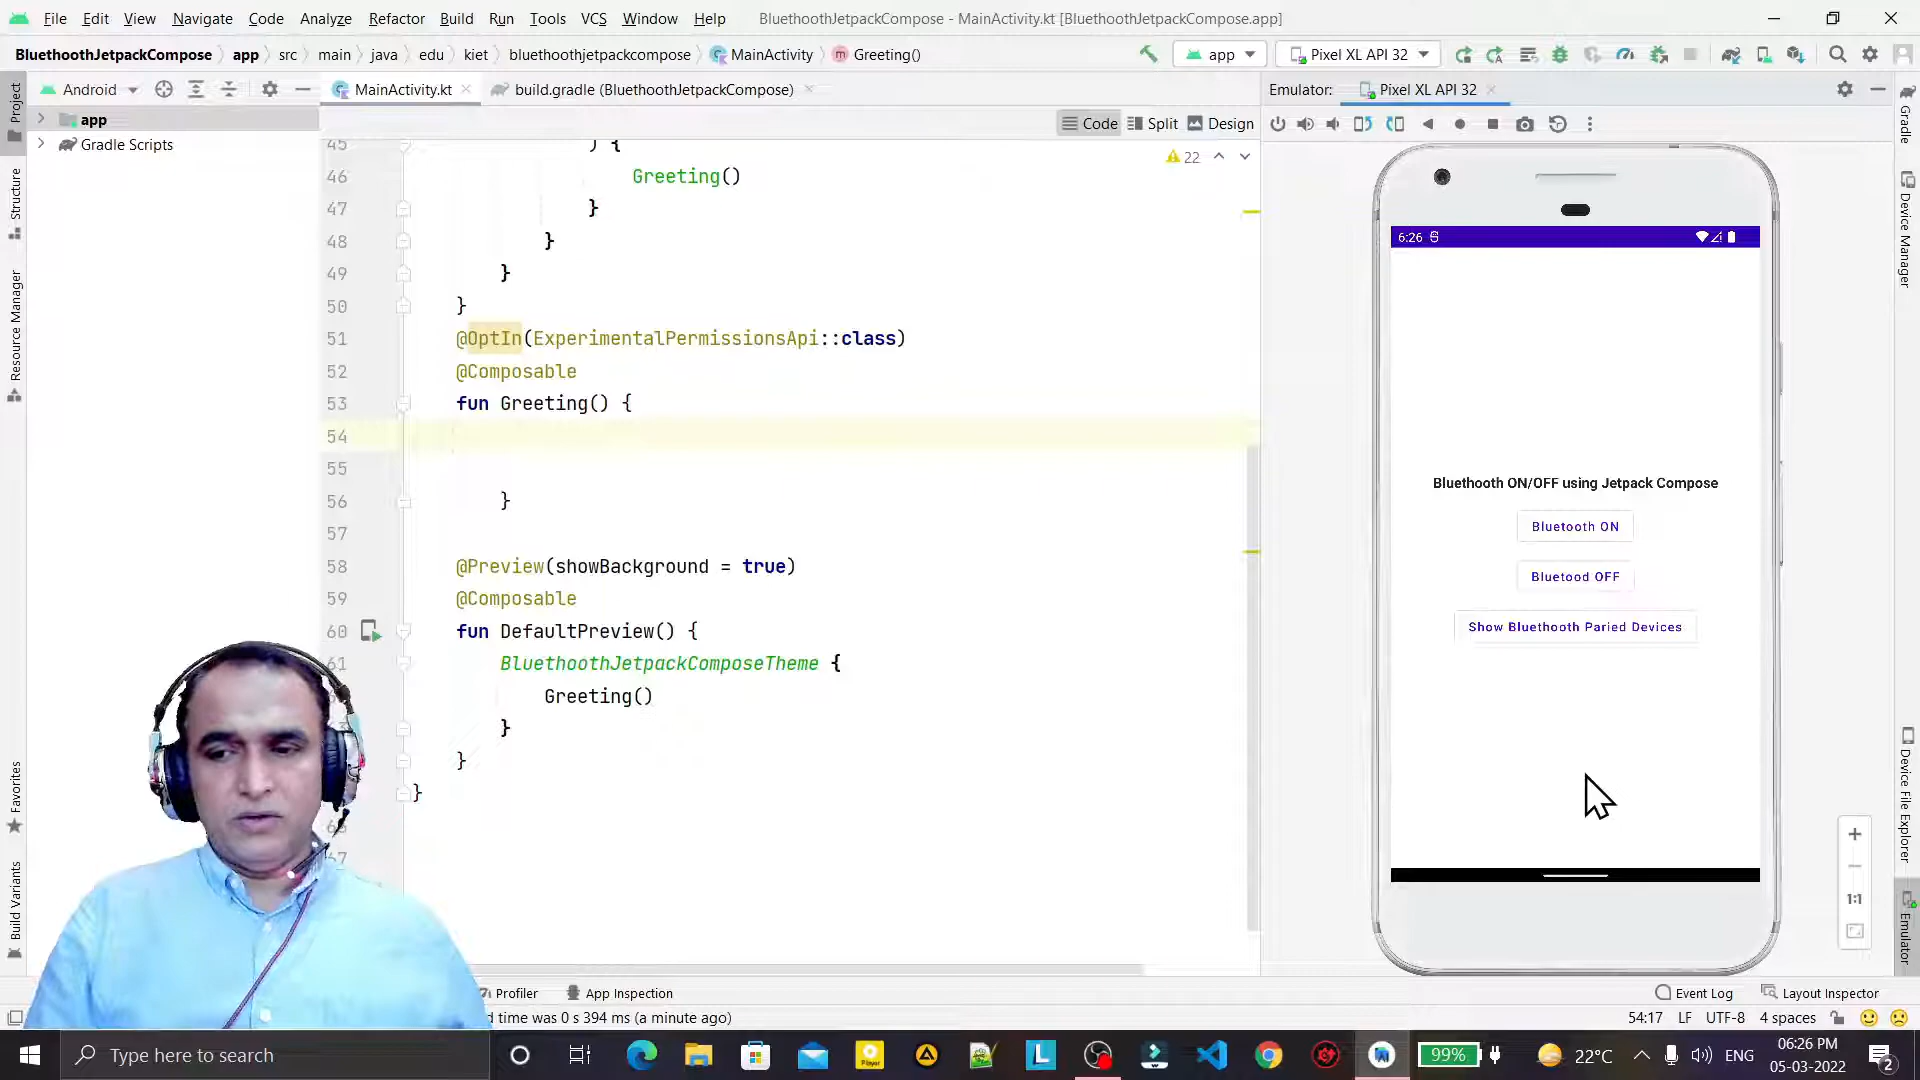 File Edit View Navigate Code Analyze Refactor Build Run Tools VCS Window Help BluethoothJetpackCompose - MainActivity.kt [BluethoothJetpackCompose.app]
BluethoothJetpackCompose app src main java edu kiet bluethoothjetpackcompose MainActivity Greeting() app Pixel XL API 32
Android MainActivity.kt build.gradle (BluethoothJetpackCompose) Emulator: Pixel XL API 32
app
Gradle Scripts
Code Split Design
22
45 ) {
46 Greeting()
47 }
48 }
49 }
50 }
51 @OptIn(ExperimentalPermissionsApi::class)
52 @Composable
53 fun Greeting() {
54
55
56 }
57
58 @Preview(showBackground = true)
59 @Composable
60 fun DefaultPreview() {
61 BluethoothJetpackComposeTheme {
Greeting()
}
}
}
Project
Structure
Resource Manager
Favorites
Build Variants
6:26
Bluethooth ON/OFF using Jetpack Compose
Bluetooth ON
Bluetood OFF
Show Bluethooth Paried Devices
1:1
Gradle
Device Manager
Device File Explorer
Emulator
Profiler App Inspection Event Log Layout Inspector
d time was 0 s 394 ms (a minute ago) 54:17 LF UTF-8 4 spaces
Type here to search 99% 22°C ENG 06:26 PM
05-03-2022
2